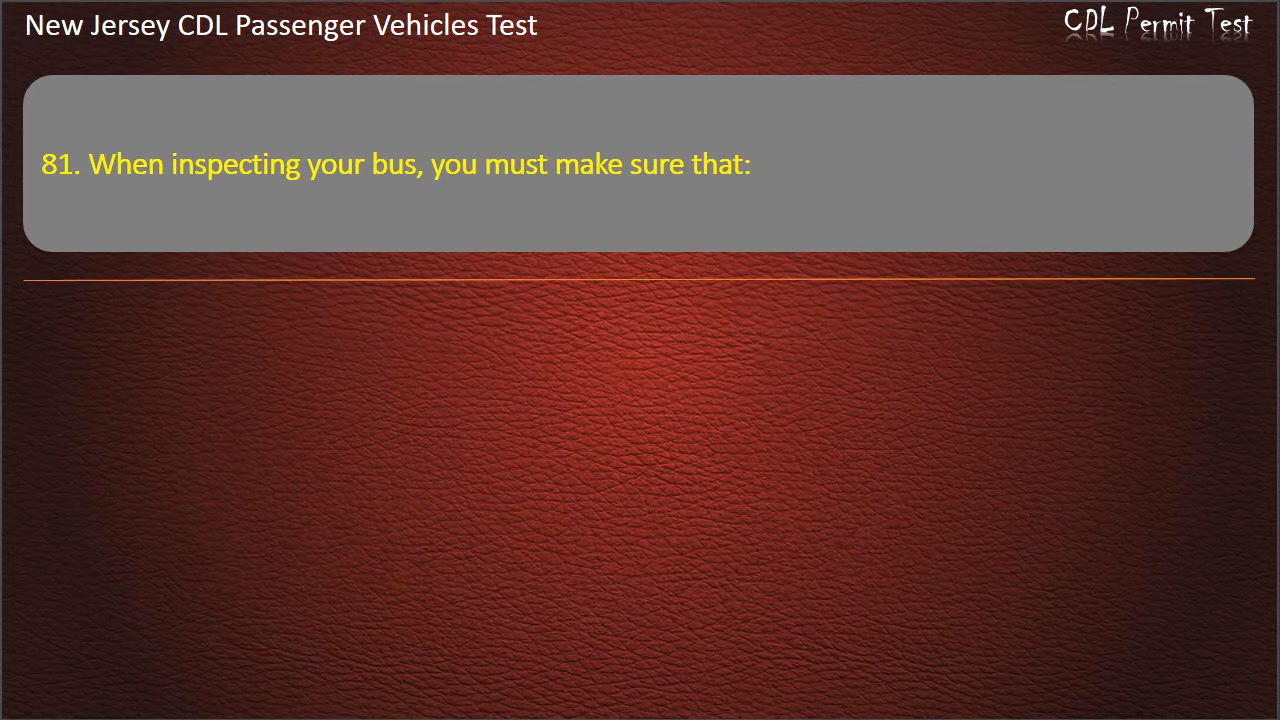 New Jersey CDL Passenger Vehicles Test
CDL Permit Test
81. When inspecting your bus, you must make sure that: